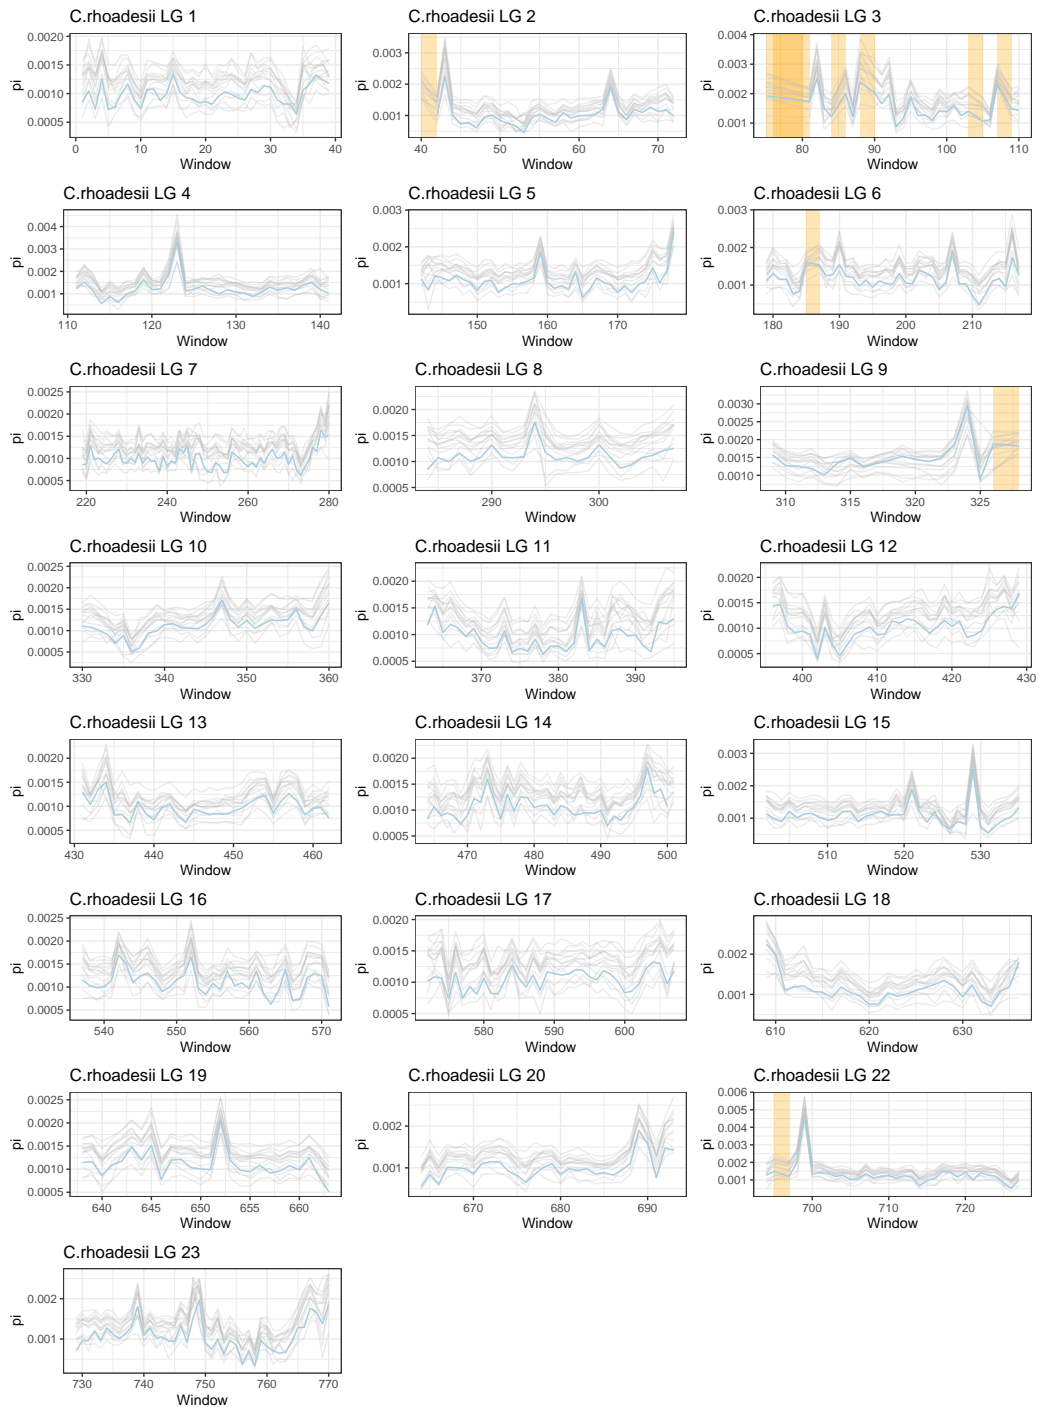 C.rhoadesii LG 1
C.rhoadesii LG 2
C.rhoadesii LG 3
0.0020
0.0015
0.0010
0.0005
pi
0 10 20 30 40
Window
0.003
0.002
0.001
pi
40 50 60 70
Window
0.004
0.003
0.002
0.001
pi
80 90 100 110
Window
C.rhoadesii LG 4
C.rhoadesii LG 5
C.rhoadesii LG 6
0.004
0.003
0.002
0.001
pi
110 120 130 140
Window
0.003
0.002
0.001
pi
150 160 170
Window
0.003
0.002
0.001
pi
180 190 200 210
Window
C.rhoadesii LG 7
C.rhoadesii LG 8
C.rhoadesii LG 9
0.0025
0.0020
0.0015
0.0010
0.0005
pi
220 240 260 280
Window
0.0020
0.0015
0.0010
0.0005
pi
290 300
Window
0.0030
0.0025
0.0020
0.0015
0.0010
pi
310 315 320 325
Window
C.rhoadesii LG 10
C.rhoadesii LG 11
C.rhoadesii LG 12
0.0025
0.0020
0.0015
0.0010
0.0005
pi
330 340 350 360
Window
0.0020
0.0015
0.0010
0.0005
pi
370 380 390
Window
0.0020
0.0015
0.0010
0.0005
pi
400 410 420 430
Window
C.rhoadesii LG 13
C.rhoadesii LG 14
C.rhoadesii LG 15
0.0020
0.0015
0.0010
0.0005
pi
430 440 450 460
Window
0.0020
0.0015
0.0010
0.0005
pi
470 480 490 500
Window
0.003
0.002
0.001
pi
510 520 530
Window
C.rhoadesii LG 16
C.rhoadesii LG 17
C.rhoadesii LG 18
0.0025
0.0020
0.0015
0.0010
0.0005
pi
540 550 560 570
Window
0.0020
0.0015
0.0010
0.0005
pi
580 590 600
Window
0.002
0.001
pi
610 620 630
Window
C.rhoadesii LG 19
C.rhoadesii LG 20
C.rhoadesii LG 22
0.0025
0.0020
0.0015
0.0010
0.0005
pi
640 645 650 655 660
Window
0.002
0.001
pi
670 680 690
Window
0.006
0.005
0.004
0.003
0.002
0.001
pi
700 710 720
Window
C.rhoadesii LG 23
0.002
0.001
pi
730 740 750 760 770
Window